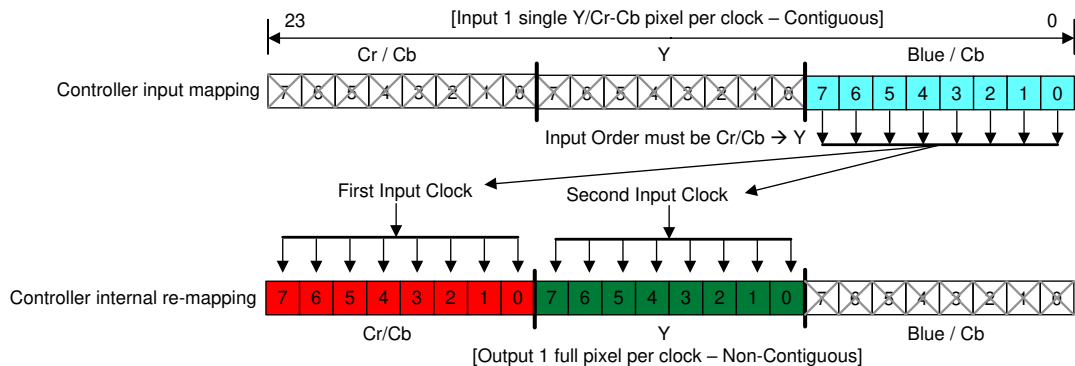 23 [Input 1 single Y/Cr-Cb pixel per clock – Contiguous] 0
Cr / Cb Y Blue / Cb
Controller input mapping 7 6 5 4 3 2 1 0 7 6 5 4 3 2 1 0 7 6 5 4 3 2 1 0
Input Order must be Cr/Cb → Y
First Input Clock Second Input Clock
Controller internal re-mapping 7 6 5 4 3 2 1 0 7 6 5 4 3 2 1 0 7 6 5 4 3 2 1 0
Cr/Cb Y Blue / Cb
[Output 1 full pixel per clock – Non-Contiguous]